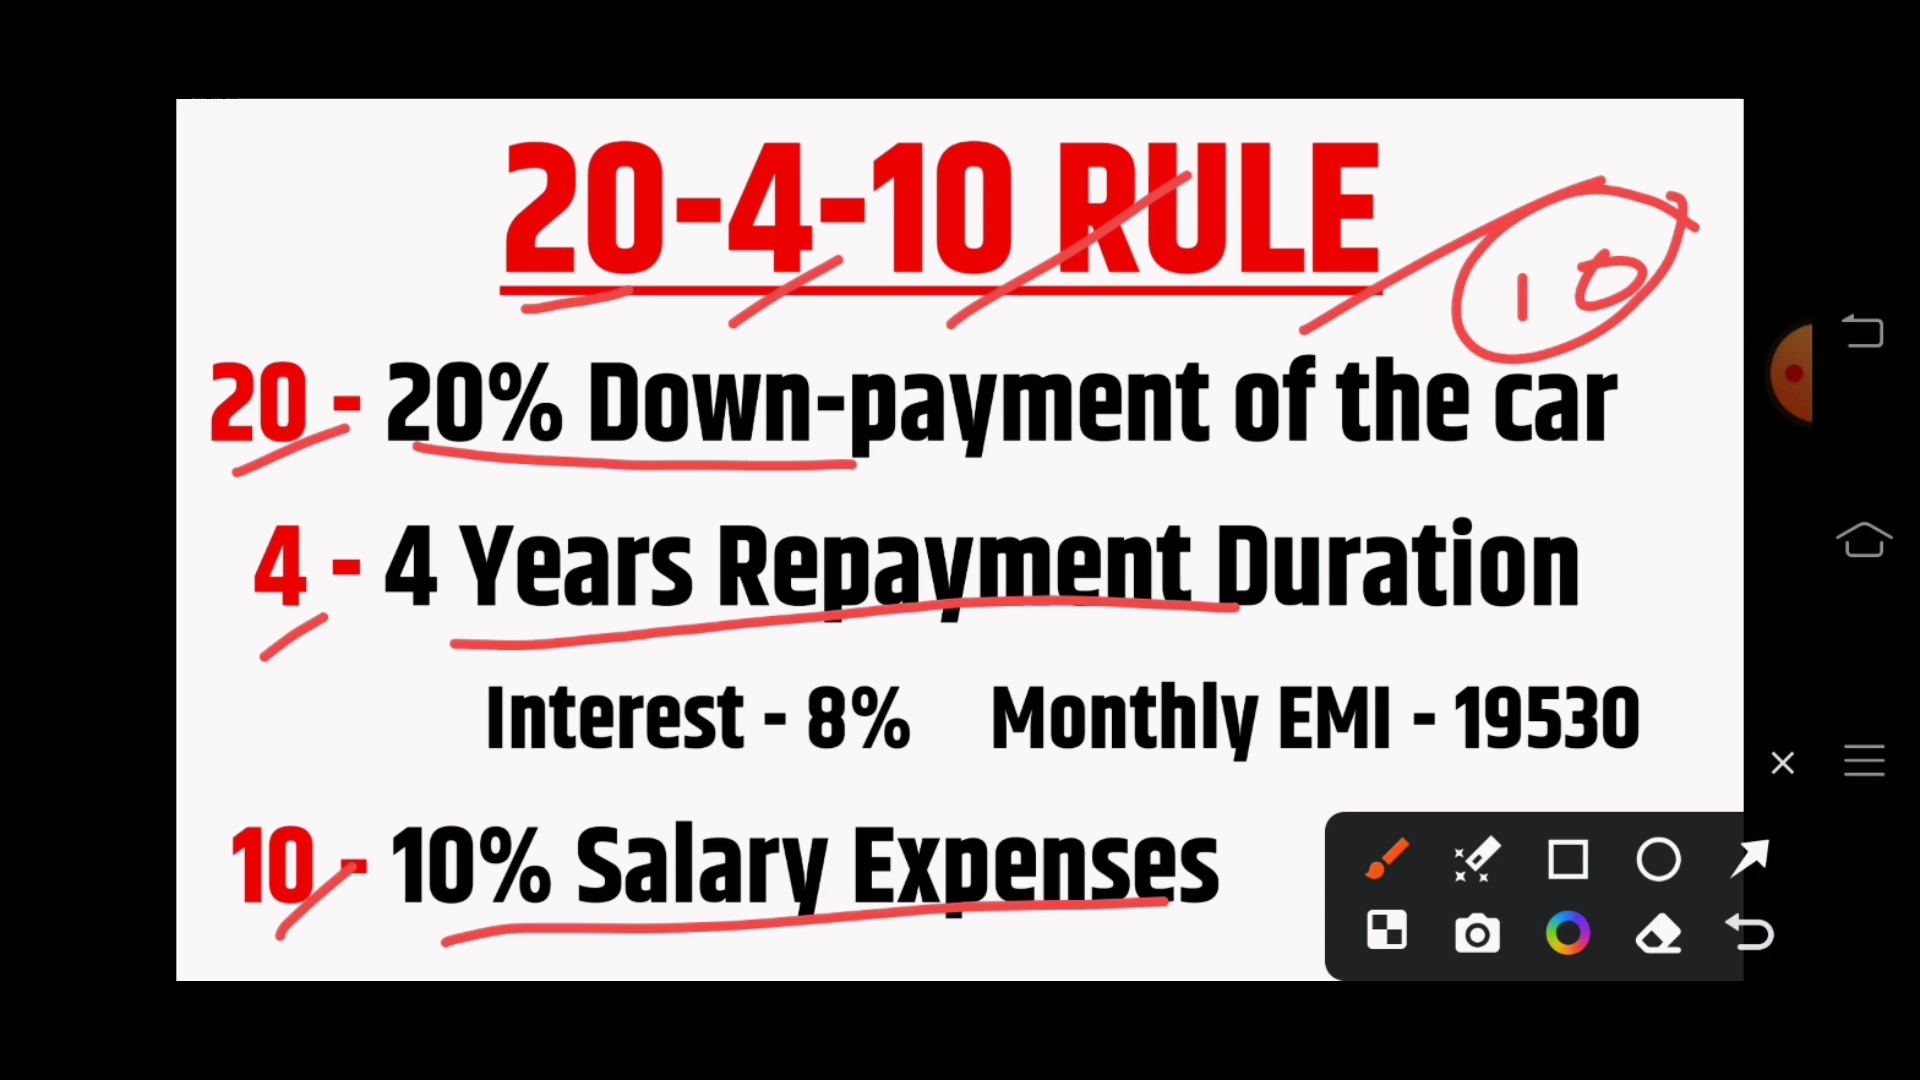 20-4-10 RULE
10
20 - 20% Down-payment of the car
4 - 4 Years Repayment Duration
Interest - 8% Monthly EMI - 19530
10 - 10% Salary Expenses